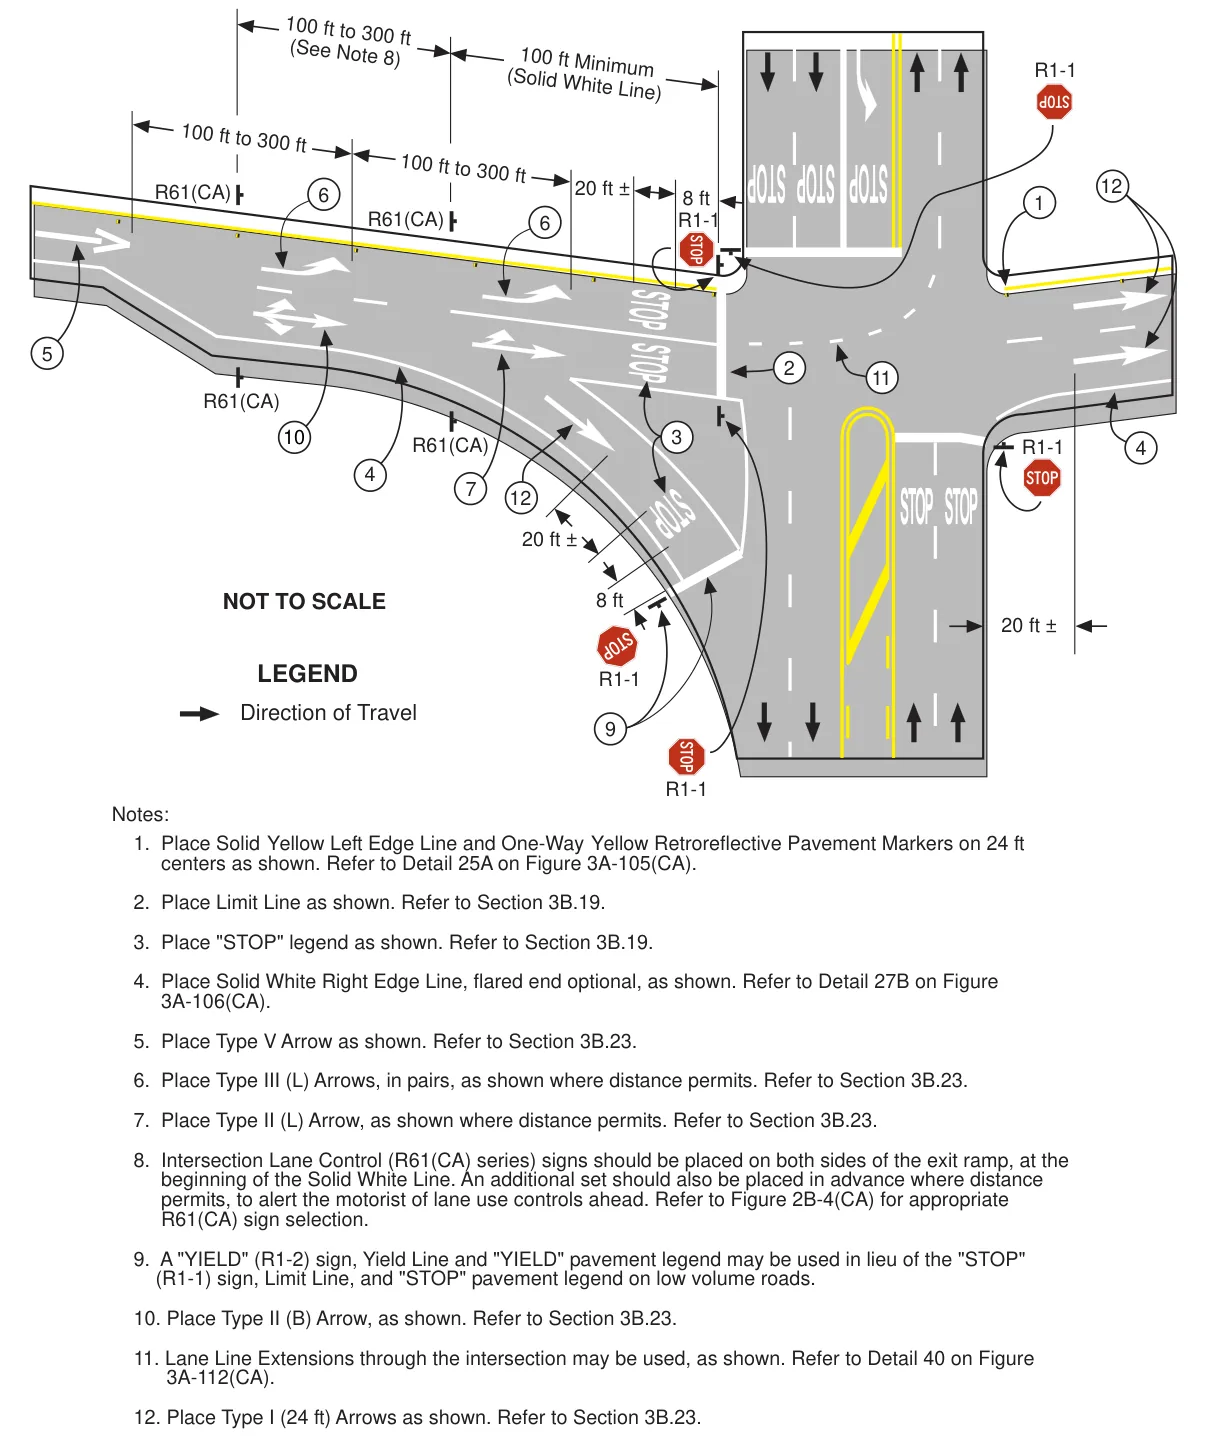 100 ft to 300 ft
(See Note 8)
100 ft Minimum
(Solid White Line)
R1-1
STOP
100 ft to 300 ft
100 ft to 300 ft
20 ft ±
8 ft
R1-1
STOP
R61(CA)
6
R61(CA)
6
STOP
STOP
STOP
1
12
STOP
STOP
5
2
11
R61(CA)
10
4
R61(CA)
7
12
3
STOP
R1-1
STOP
4
STOP
STOP
20 ft ±
8 ft
NOT TO SCALE
STOP
R1-1
20 ft ±
LEGEND
Direction of Travel
9
STOP
R1-1
Notes:
1. Place Solid Yellow Left Edge Line and One-Way Yellow Retroreflective Pavement Markers on 24 ft
centers as shown. Refer to Detail 25A on Figure 3A-105(CA).
2. Place Limit Line as shown. Refer to Section 3B.19.
3. Place "STOP" legend as shown. Refer to Section 3B.19.
4. Place Solid White Right Edge Line, flared end optional, as shown. Refer to Detail 27B on Figure
3A-106(CA).
5. Place Type V Arrow as shown. Refer to Section 3B.23.
6. Place Type III (L) Arrows, in pairs, as shown where distance permits. Refer to Section 3B.23.
7. Place Type II (L) Arrow, as shown where distance permits. Refer to Section 3B.23.
8. Intersection Lane Control (R61(CA) series) signs should be placed on both sides of the exit ramp, at the
beginning of the Solid White Line. An additional set should also be placed in advance where distance
permits, to alert the motorist of lane use controls ahead. Refer to Figure 2B-4(CA) for appropriate
R61(CA) sign selection.
9. A "YIELD" (R1-2) sign, Yield Line and "YIELD" pavement legend may be used in lieu of the "STOP"
(R1-1) sign, Limit Line, and "STOP" pavement legend on low volume roads.
10. Place Type II (B) Arrow, as shown. Refer to Section 3B.23.
11. Lane Line Extensions through the intersection may be used, as shown. Refer to Detail 40 on Figure
3A-112(CA).
12. Place Type I (24 ft) Arrows as shown. Refer to Section 3B.23.